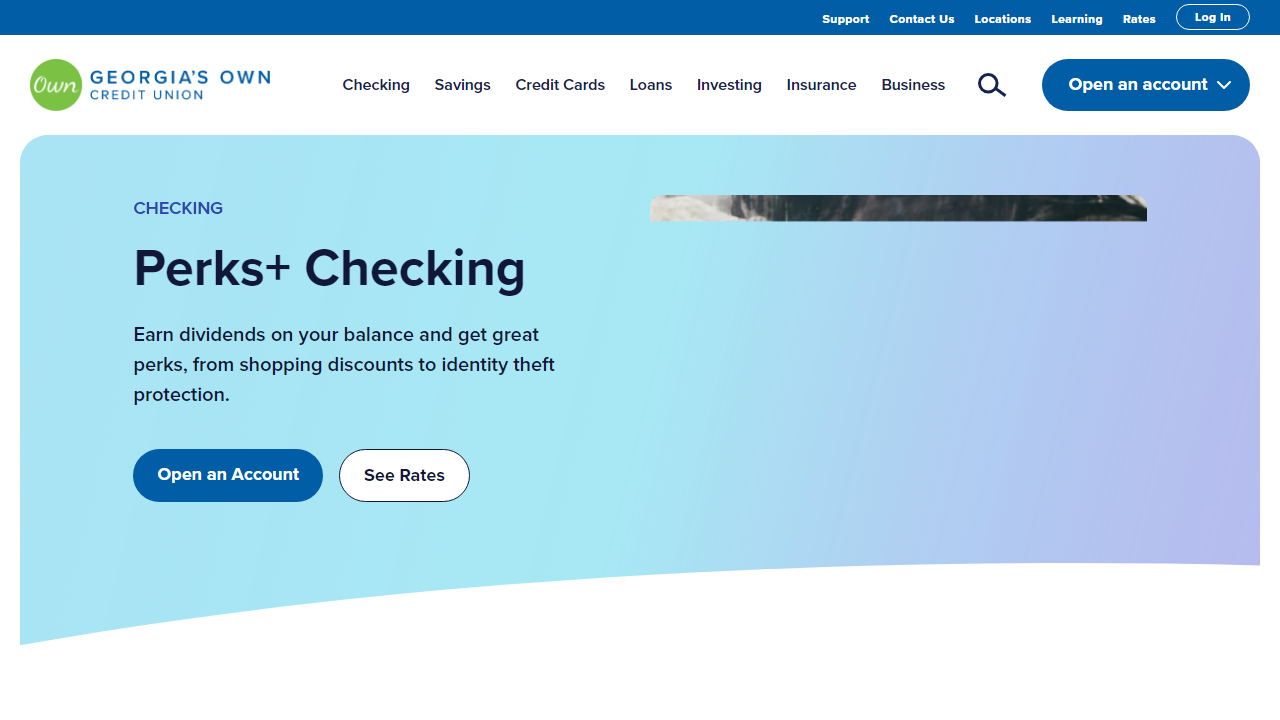 Support Contact Us Locations Learning Rates Log In
Own GEORGIA'S OWN
CREDIT UNION
Checking Savings Credit Cards Loans Investing Insurance Business Open an account
CHECKING
Perks+ Checking
Earn dividends on your balance and get great
perks, from shopping discounts to identity theft
protection.
Open an Account See Rates